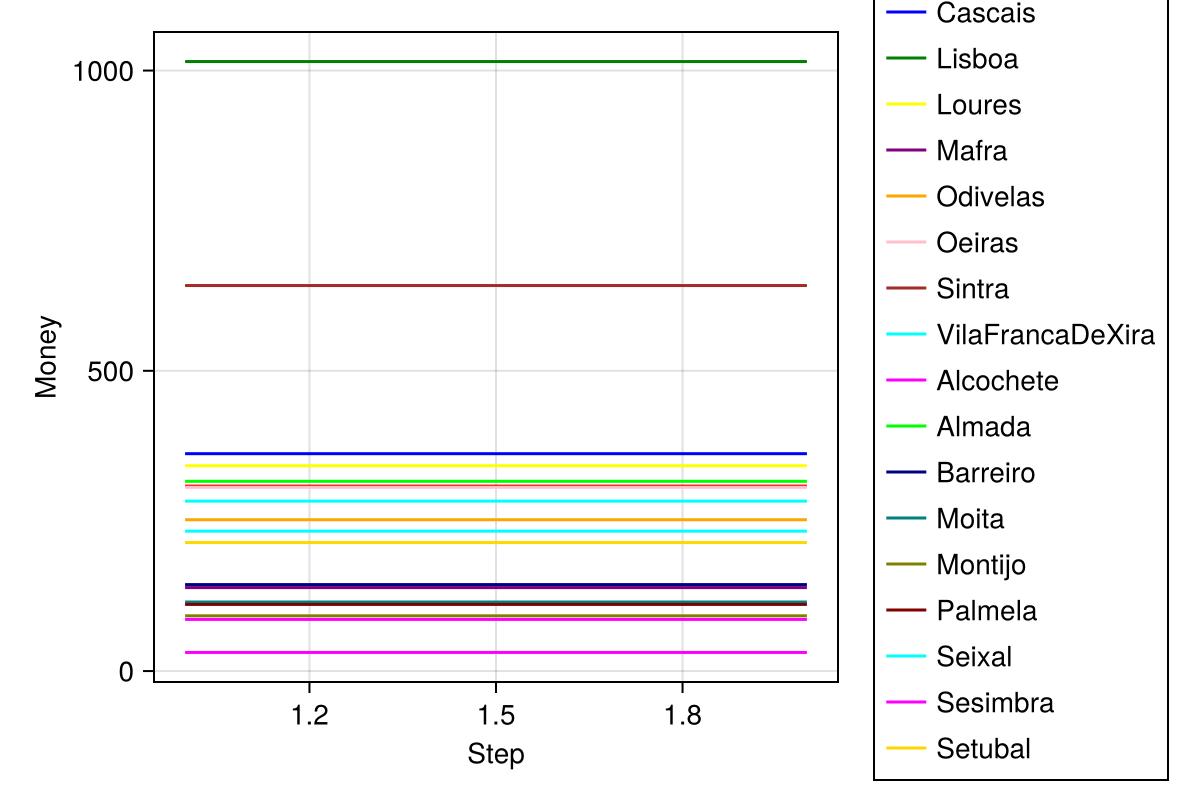 Money
1000
500
0
1.2
1.5
1.8
Step
Cascais
Lisboa
Loures
Mafra
Odivelas
Oeiras
Sintra
VilaFrancaDeXira
Alcochete
Almada
Barreiro
Moita
Montijo
Palmela
Seixal
Sesimbra
Setubal